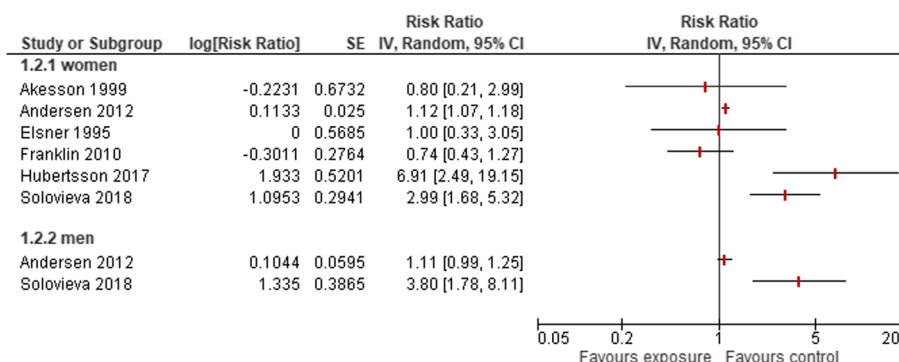 Risk Ratio Risk Ratio
Study or Subgroup log[Risk Ratio] SE IV, Random, 95% CI IV, Random, 95% CI
1.2.1 women
Akesson 1999 -0.2231 0.6732 0.80 [0.21, 2.99]
Andersen 2012 0.1133 0.025 1.12 [1.07, 1.18]
Elsner 1995 0 0.5685 1.00 [0.33, 3.05]
Franklin 2010 -0.3011 0.2764 0.74 [0.43, 1.27]
Hubertsson 2017 1.933 0.5201 6.91 [2.49, 19.15]
Solovieva 2018 1.0953 0.2941 2.99 [1.68, 5.32]
1.2.2 men
Andersen 2012 0.1044 0.0595 1.11 [0.99, 1.25]
Solovieva 2018 1.335 0.3865 3.80 [1.78, 8.11]
0.05 0.2 1 5 20
Favours exposure Favours control